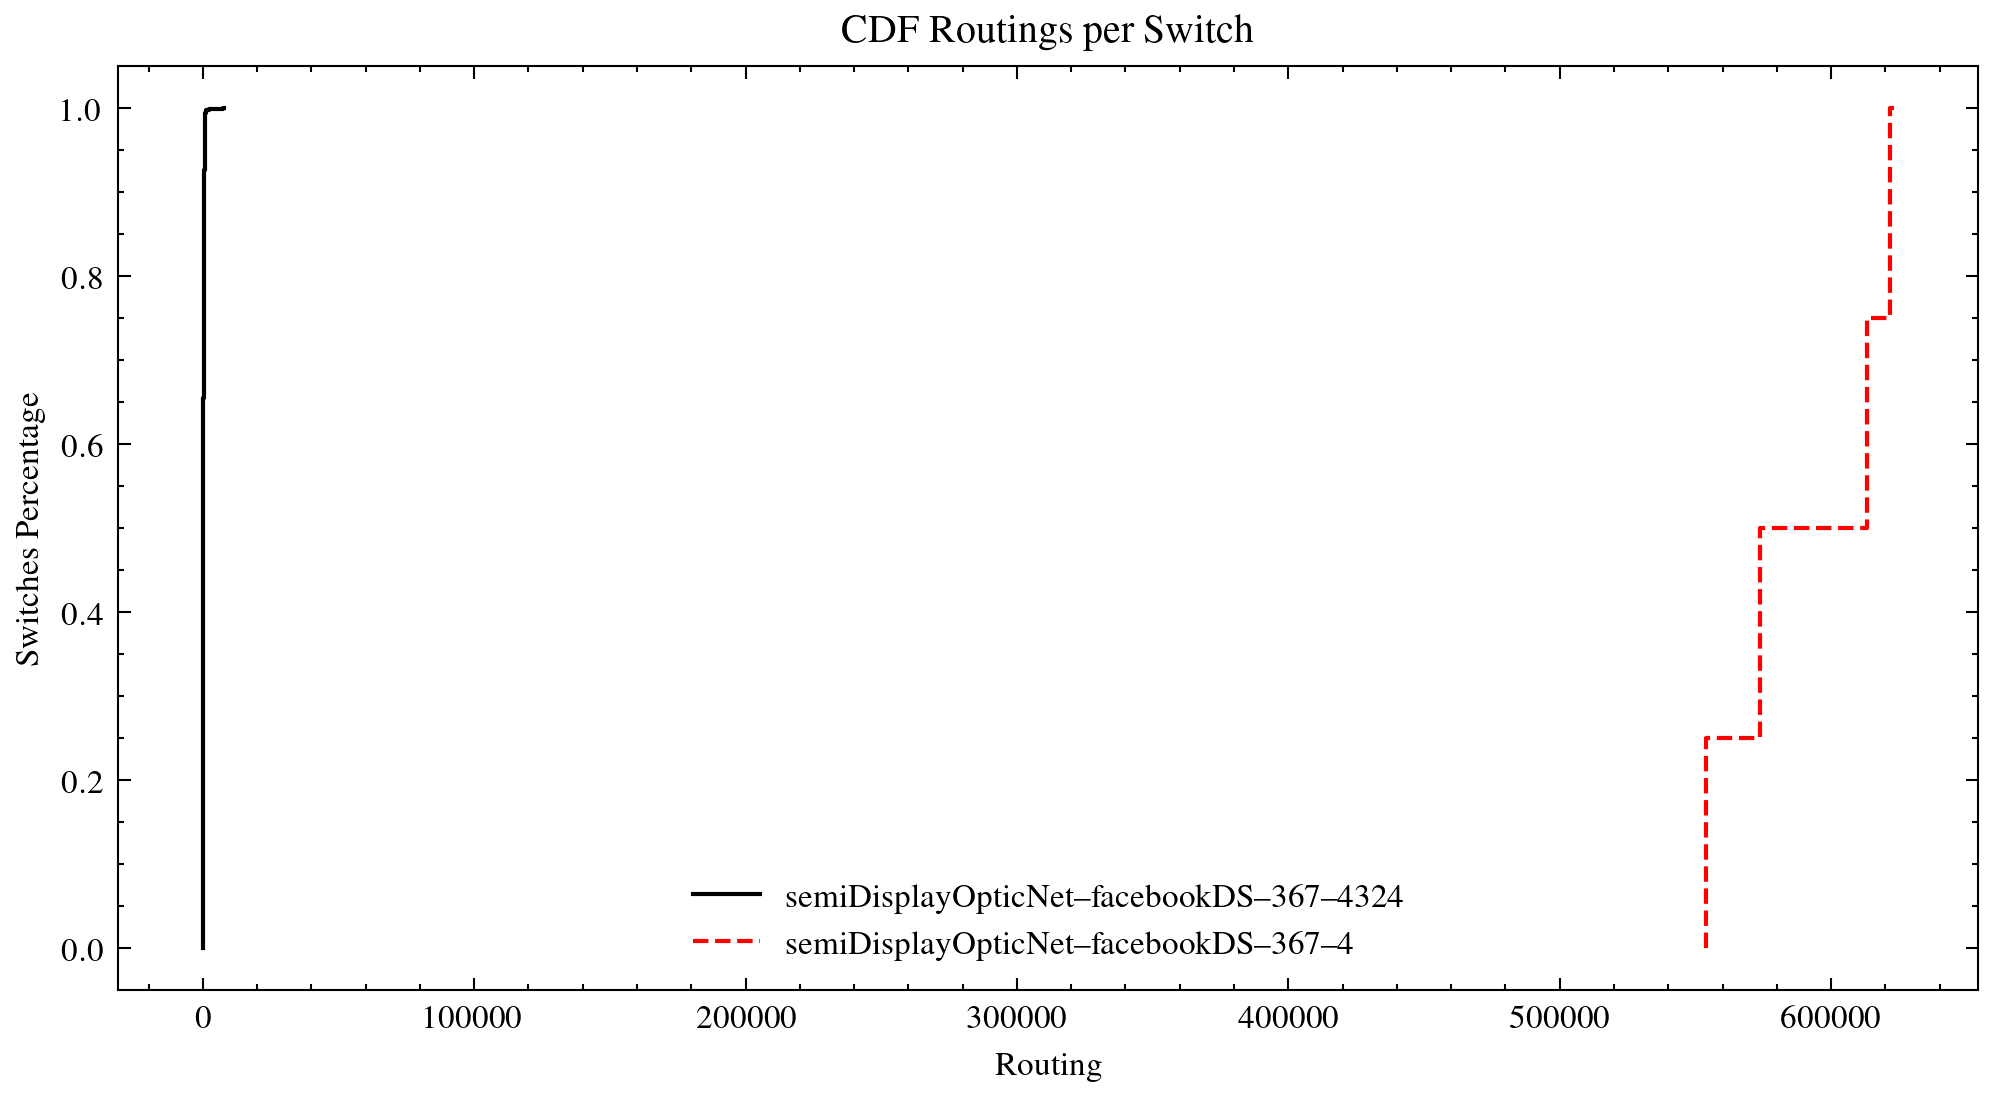 CDF Routings per Switch
1.0
0.8
0.6
0.4
0.2
0.0
Switches Percentage
semiDisplayOpticNet–facebookDS–367–4324
semiDisplayOpticNet–facebookDS–367–4
0 100000 200000 300000 400000 500000 600000
Routing